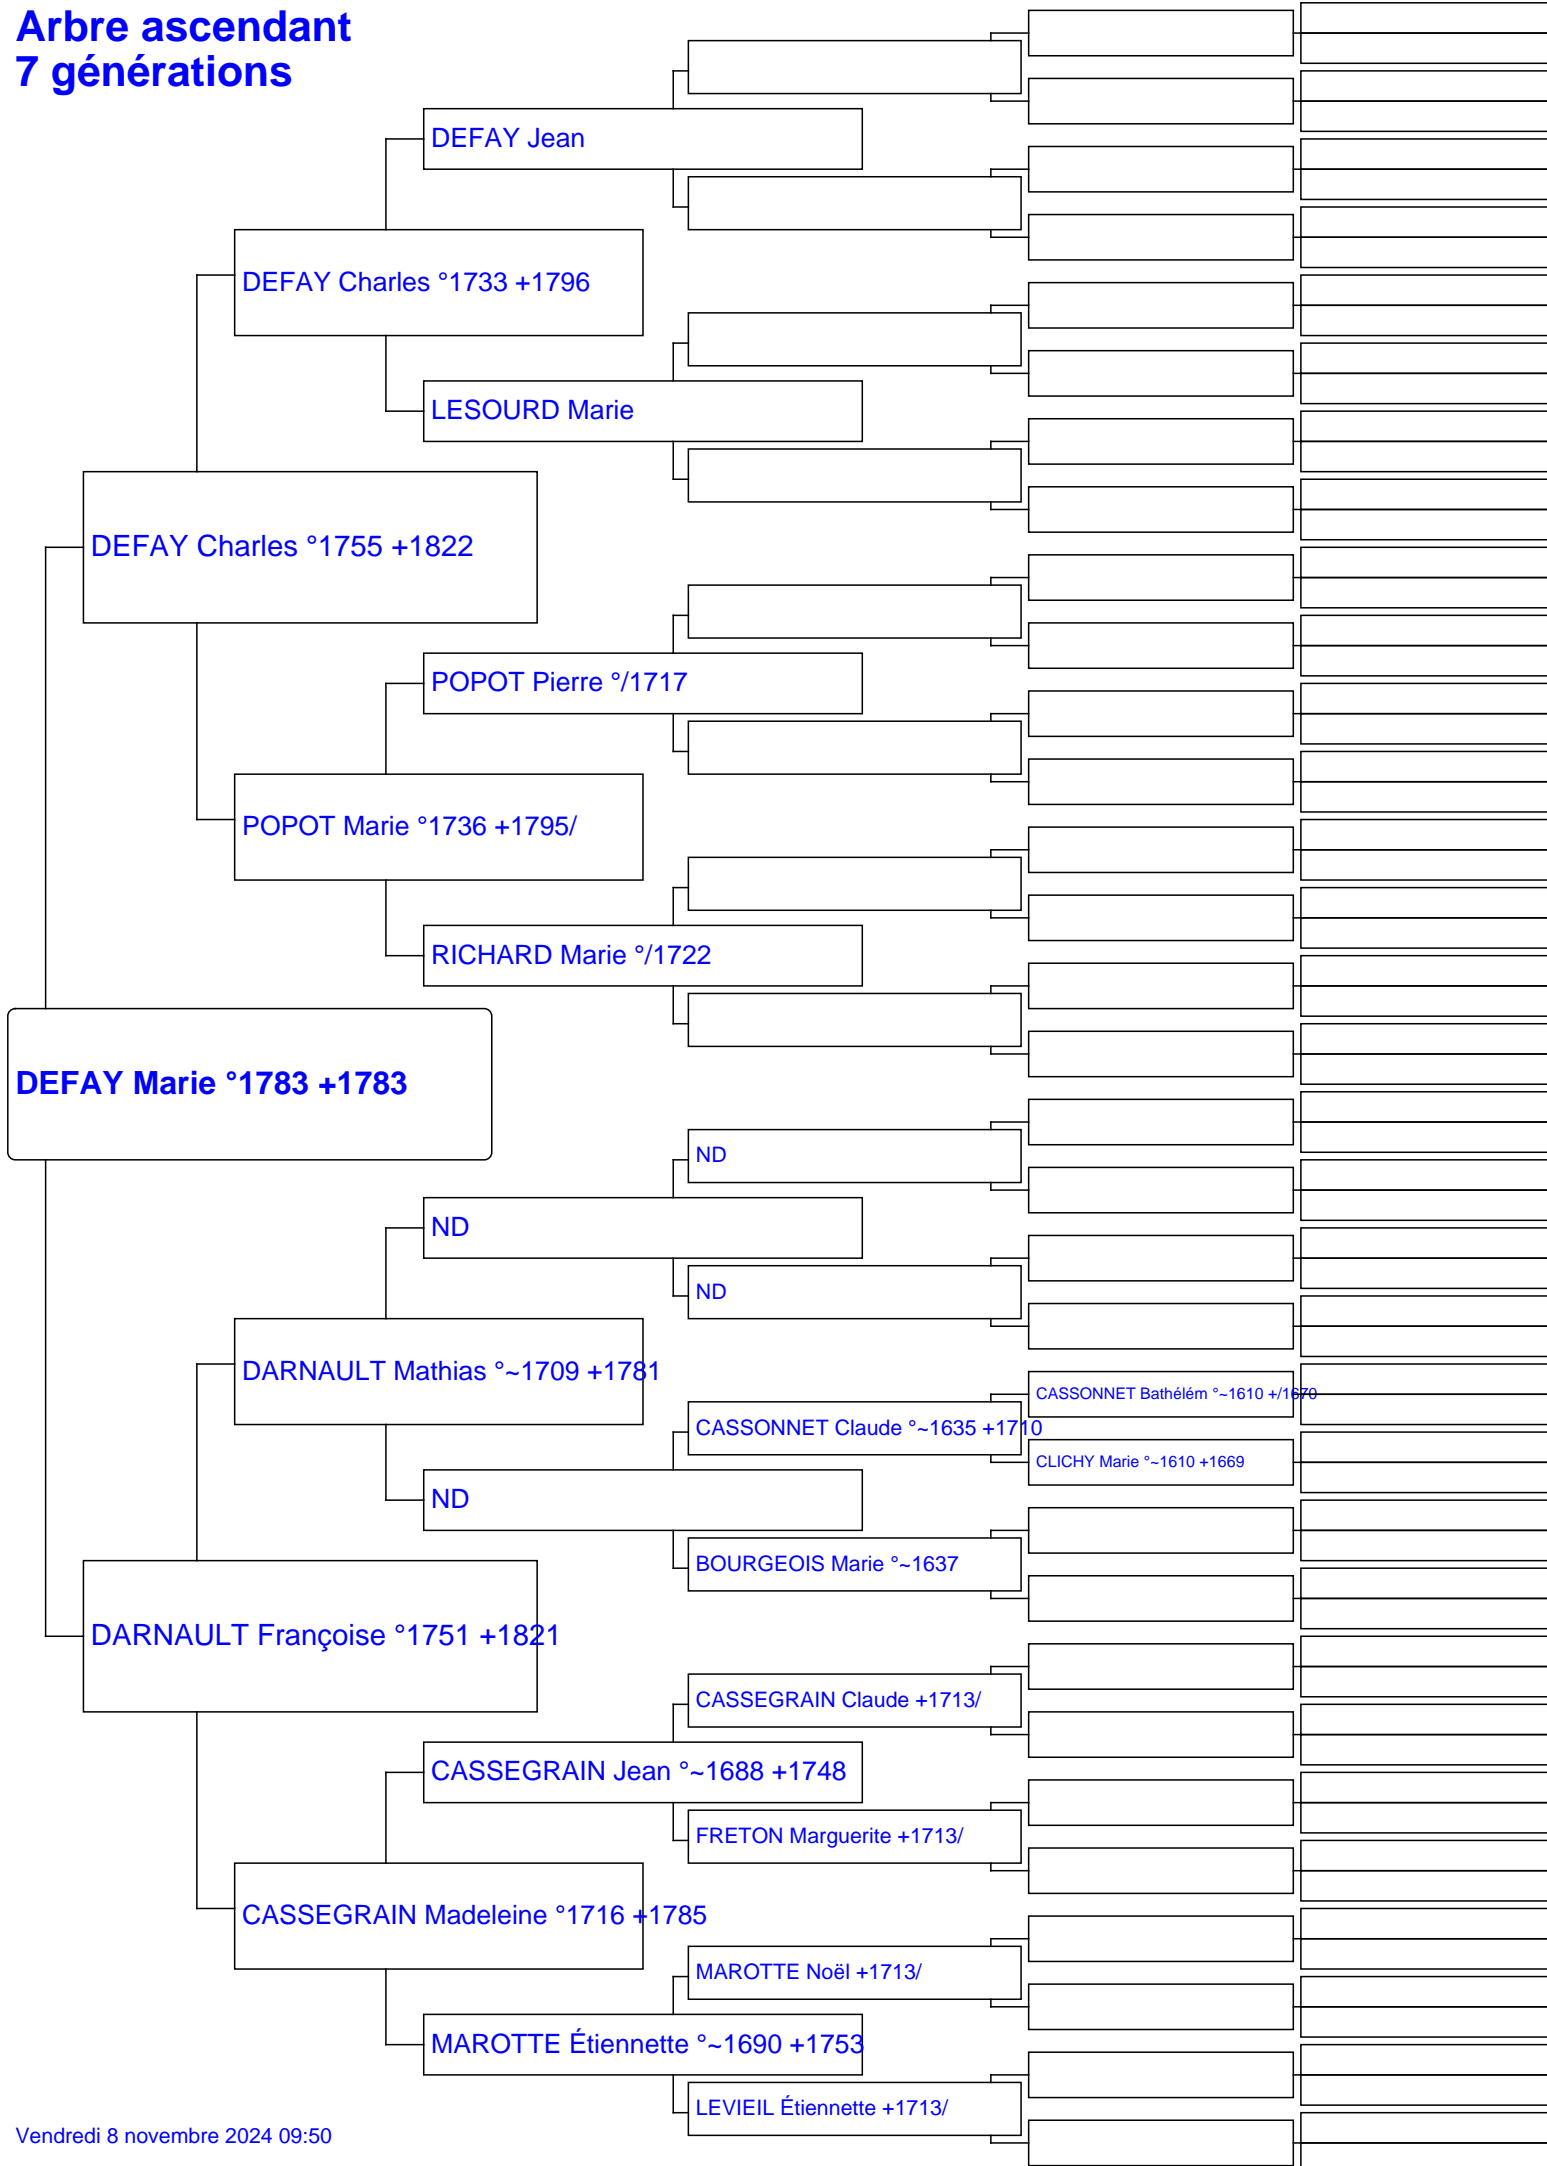 Arbre ascendant
7 générations
DEFAY Jean
DEFAY Charles °1733 +1796
LESOURD Marie
DEFAY Charles °1755 +1822
POPOT Pierre °/1717
POPOT Marie °1736 +1795/
RICHARD Marie °/1722
DEFAY Marie °1783 +1783
ND
ND
ND
DARNAULT Mathias °~1709 +1781
CASSONNET Bathélém °~1610 +/1670
CASSONNET Claude °~1635 +1710
CLICHY Marie °~1610 +1669
ND
BOURGEOIS Marie °~1637
DARNAULT Françoise °1751 +1821
CASSEGRAIN Claude +1713/
CASSEGRAIN Jean °~1688 +1748
FRETON Marguerite +1713/
CASSEGRAIN Madeleine °1716 +1785
MAROTTE Noël +1713/
MAROTTE Étiennette °~1690 +1753
LEVIEIL Étiennette +1713/
Vendredi 8 novembre 2024 09:50